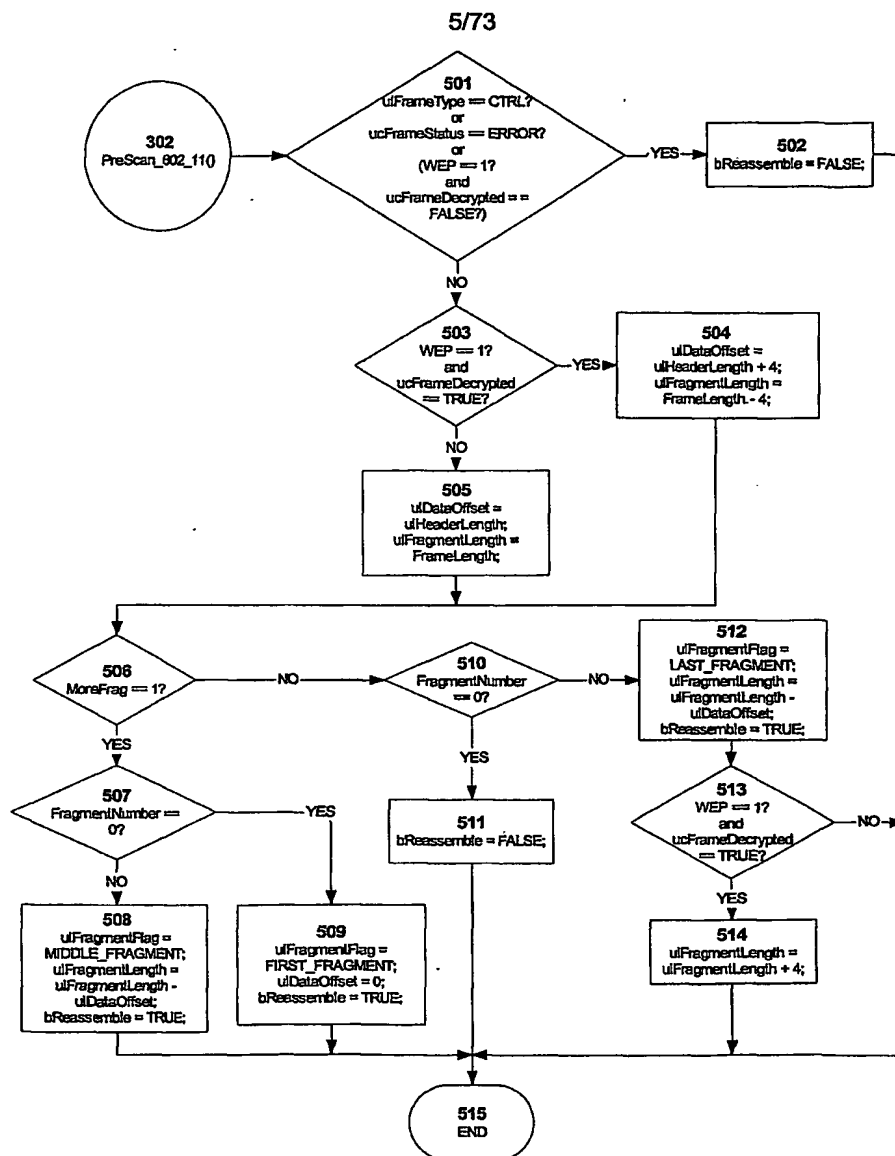 5/73
302
PreScan_802_11()
501
ulFrameType == CTRL?
or
ucFrameStatus == ERROR?
or
(WEP == 1?
and
ucFrameDecrypted ==
FALSE?)
YES
502
bReassemble = FALSE;
NO
503
WEP == 1?
and
ucFrameDecrypted
== TRUE?
YES
504
ulDataOffset =
ulHeaderLength + 4;
ulFragmentLength =
FrameLength - 4;
NO
505
ulDataOffset =
ulHeaderLength;
ulFragmentLength =
FrameLength;
506
MoreFrag == 1?
NO
510
FragmentNumber
== 0?
NO
512
ulFragmentFlag =
LAST_FRAGMENT;
ulFragmentLength =
ulFragmentLength -
ulDataOffset;
bReassemble = TRUE;
YES
507
FragmentNumber ==
0?
YES
YES
511
bReassemble = FALSE;
513
WEP == 1?
and
ucFrameDecrypted
== TRUE?
NO
NO
508
ulFragmentFlag =
MIDDLE_FRAGMENT;
ulFragmentLength =
ulFragmentLength -
ulDataOffset;
bReassemble = TRUE;
509
ulFragmentFlag =
FIRST_FRAGMENT;
ulDataOffset = 0;
bReassemble = TRUE;
YES
514
ulFragmentLength =
ulFragmentLength + 4;
515
END